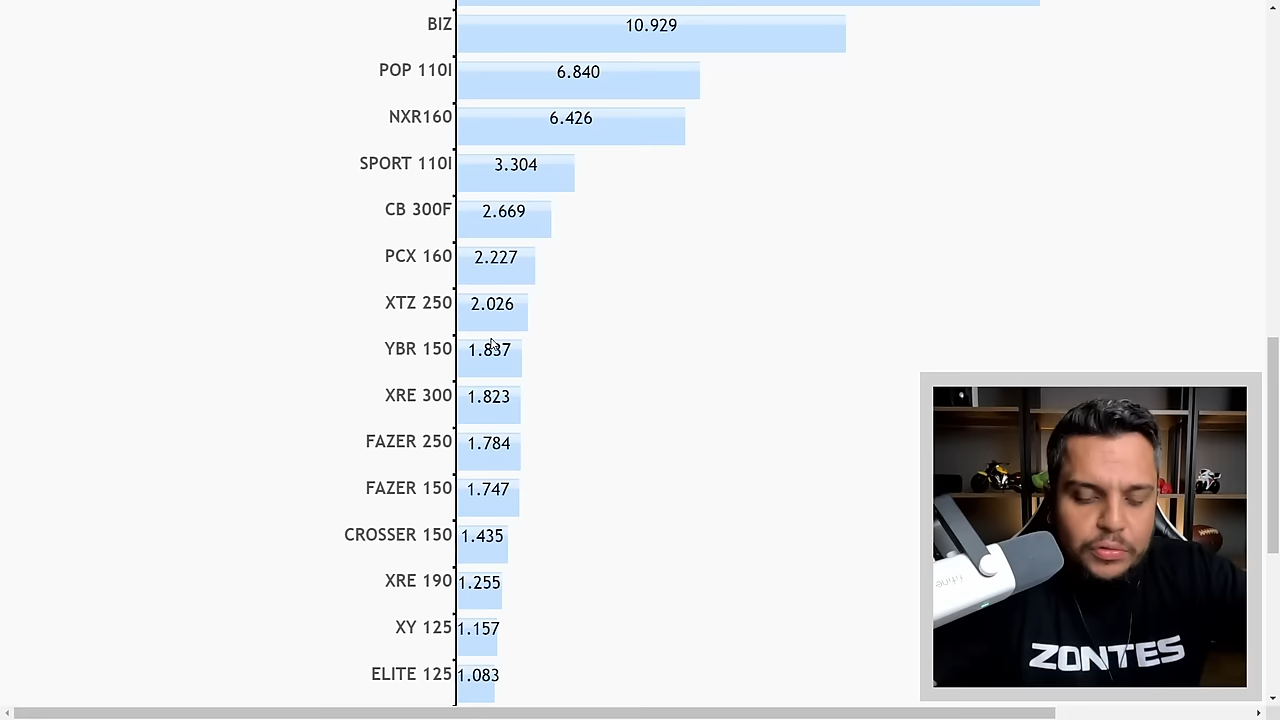 BIZ 10.929
POP 110I 6.840
NXR160 6.426
SPORT 110I 3.304
CB 300F 2.669
PCX 160 2.227
XTZ 250 2.026
YBR 150 1.837
XRE 300 1.823
FAZER 250 1.784
FAZER 150 1.747
CROSSER 150 1.435
XRE 190 1.255
XY 125 1.157
ELITE 125 1.083
fifine
ZONTES